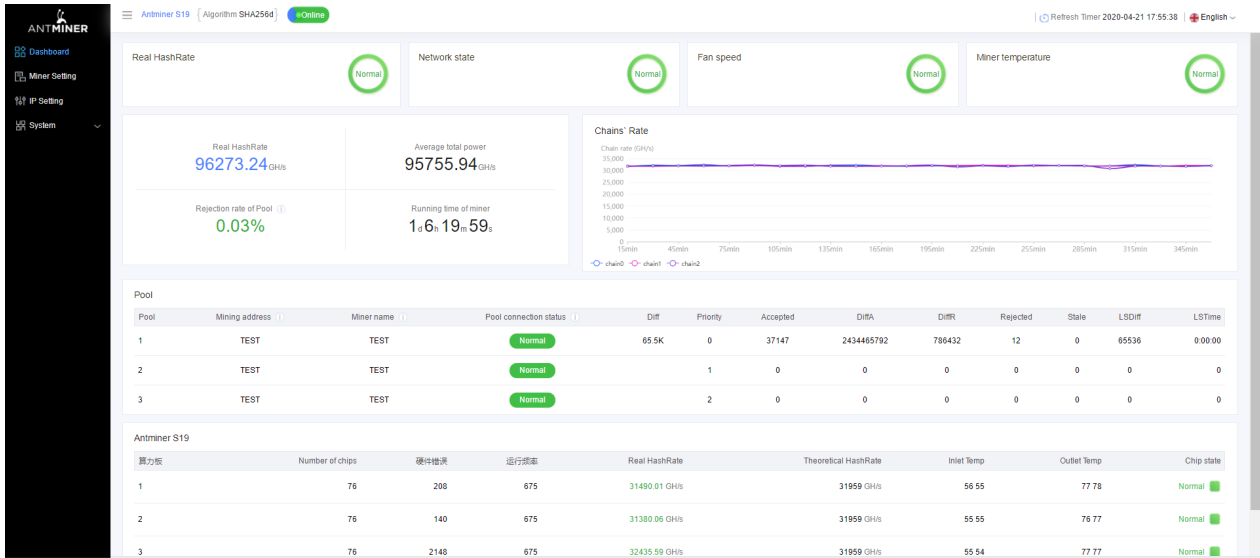 ANTMINER
Antminer S19 { Algorithm SHA256d } Online
Refresh Timer 2020-04-21 17:55:38 English
Dashboard
Miner Setting
IP Setting
System
Real HashRate Normal
Network state Normal
Fan speed Normal
Miner temperature Normal
Real HashRate
96273.24 GH/s
Average total power
95755.94 GH/s
Rejection rate of Pool
0.03%
Running time of miner
1d6h19m59s
Chains` Rate
Chain rate (GH/s)
35,000
30,000
25,000
20,000
15,000
10,000
5,000
0
15min 45min 75min 105min 135min 165min 195min 225min 255min 285min 315min 345min
chain0 chain1 chain2
Pool
Pool Mining address Miner name Pool connection status Diff Priority Accepted DiffA DiffR Rejected Stale LSDiff LSTime
1 TEST TEST Normal 65.5K 0 37147 2434465792 786432 12 0 65536 0:00:00
2 TEST TEST Normal 1 0 0 0 0 0 0 0
3 TEST TEST Normal 2 0 0 0 0 0 0 0
Antminer S19
算力板 Number of chips 硬件错误 运行频率 Real HashRate Theoretical HashRate Inlet Temp Outlet Temp Chip state
1 76 208 675 31490.01 GH/s 31959 GH/s 56 55 77 78 Normal
2 76 140 675 31380.06 GH/s 31959 GH/s 55 55 76 77 Normal
3 76 2148 675 32435.59 GH/s 31959 GH/s 55 54 77 77 Normal